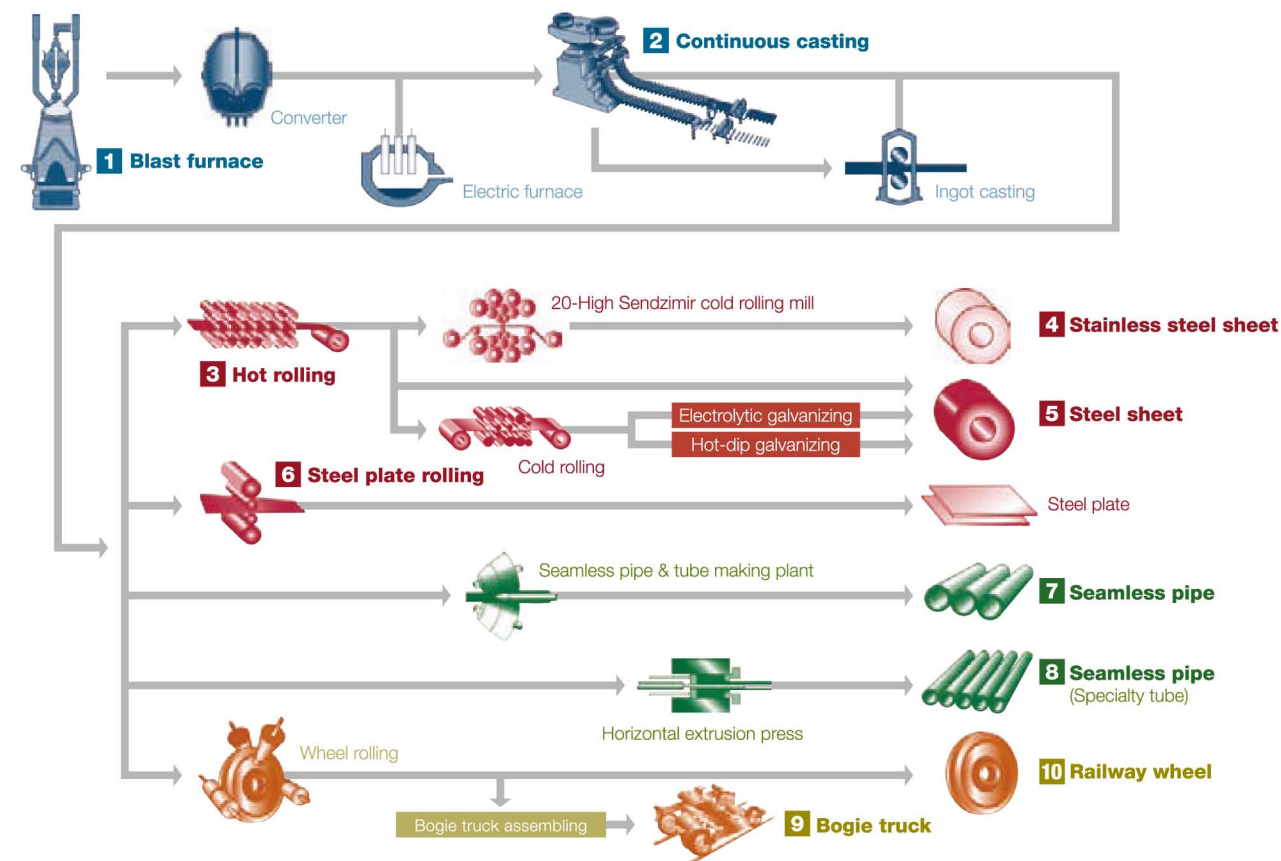 2 Continuous casting
Converter
1 Blast furnace
Electric furnace
Ingot casting
20-High Sendzimir cold rolling mill
4 Stainless steel sheet
3 Hot rolling
Electrolytic galvanizing
5 Steel sheet
Hot-dip galvanizing
Cold rolling
6 Steel plate rolling
Steel plate
Seamless pipe & tube making plant
7 Seamless pipe
8 Seamless pipe
(Specialty tube)
Horizontal extrusion press
Wheel rolling
10 Railway wheel
Bogie truck assembling
9 Bogie truck